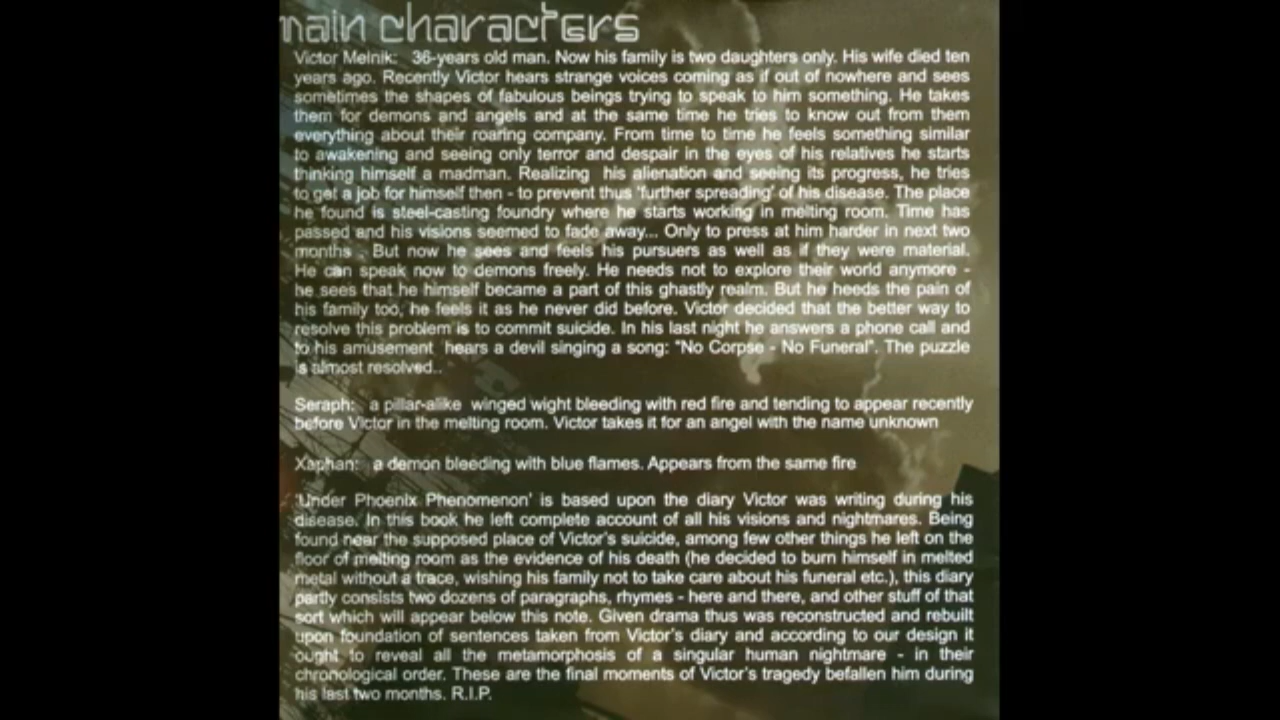 main characters
Victor Melnik: 36-years old man. Now his family is two daughters only. His wife died ten
years ago. Recently Victor hears strange voices coming as if out of nowhere and sees
sometimes the shapes of fabulous beings trying to speak to him something. He takes
them for demons and angels and at the same time he tries to know out from them
everything about their roaring company. From time to time he feels something similar
to awakening and seeing only terror and despair in the eyes of his relatives he starts
thinking himself a madman. Realizing his alienation and seeing its progress, he tries
to get a job for himself then - to prevent thus 'further spreading' of his disease. The place
he found is steel-casting foundry where he starts working in melting room. Time has
passed and his visions seemed to fade away... Only to press at him harder in next two
months - But now he sees and feels his pursuers as well as if they were material.
He can speak now to demons freely. He needs not to explore their world anymore -
he sees that he himself became a part of this ghastly realm. But he heeds the pain of
his family too, he feels it as he never did before. Victor decided that the better way to
resolve this problem is to commit suicide. In his last night he answers a phone call and
to his amusement hears a devil singing a song: "No Corpse - No Funeral". The puzzle
is almost resolved..
Seraph: a pillar-alike winged wight bleeding with red fire and tending to appear recently
before Victor in the melting room. Victor takes it for an angel with the name unknown
Xaphan: a demon bleeding with blue flames. Appears from the same fire
'Under Phoenix Phenomenon' is based upon the diary Victor was writing during his
disease. In this book he left complete account of all his visions and nightmares. Being
found near the supposed place of Victor's suicide, among few other things he left on the
floor of melting room as the evidence of his death (he decided to burn himself in melted
metal without a trace, wishing his family not to take care about his funeral etc.), this diary
partly consists two dozens of paragraphs, rhymes - here and there, and other stuff of that
sort which will appear below this note. Given drama thus was reconstructed and rebuilt
upon foundation of sentences taken from Victor's diary and according to our design it
ought to reveal all the metamorphosis of a singular human nightmare - in their
chronological order. These are the final moments of Victor's tragedy befallen him during
his last two months. R.I.P.